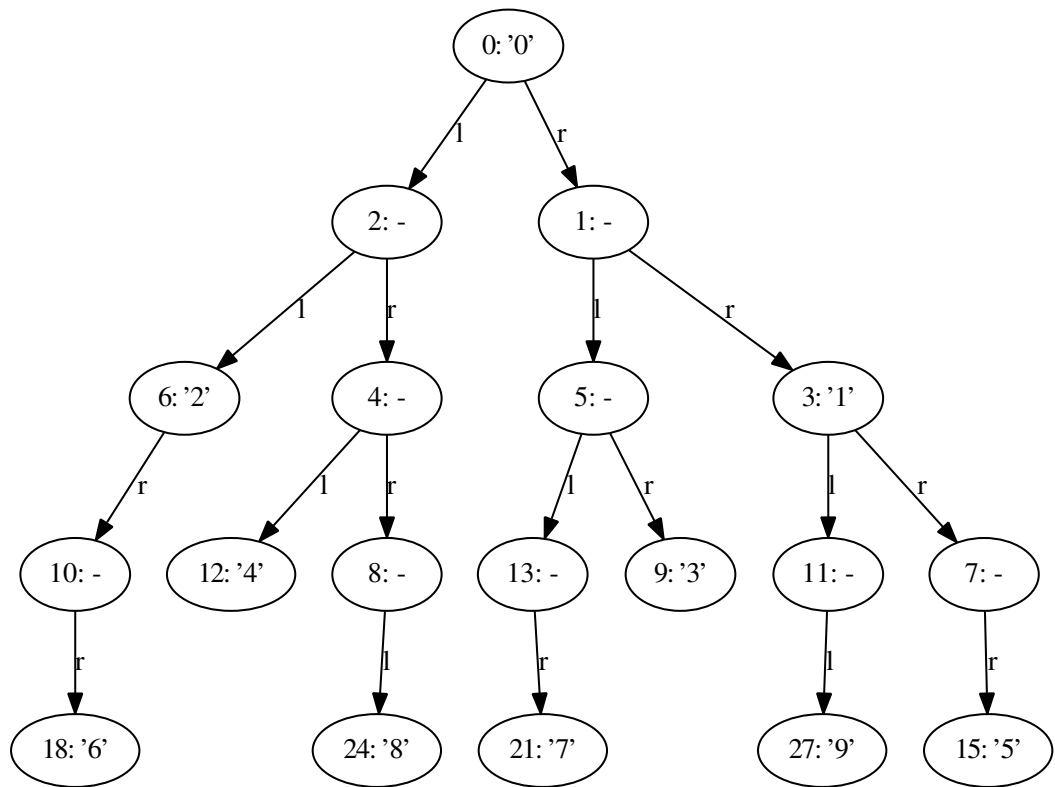 0: ’0’
l
r
2: -
1: -
l
r
l
r
6: ’2’
4: -
5: -
3: ’1’
r
l
r
l
r
l
r
10: -
12: ’4’
8: -
13: -
9: ’3’
11: -
7: -
r
l
r
l
r
18: ’6’
24: ’8’
21: ’7’
27: ’9’
15: ’5’